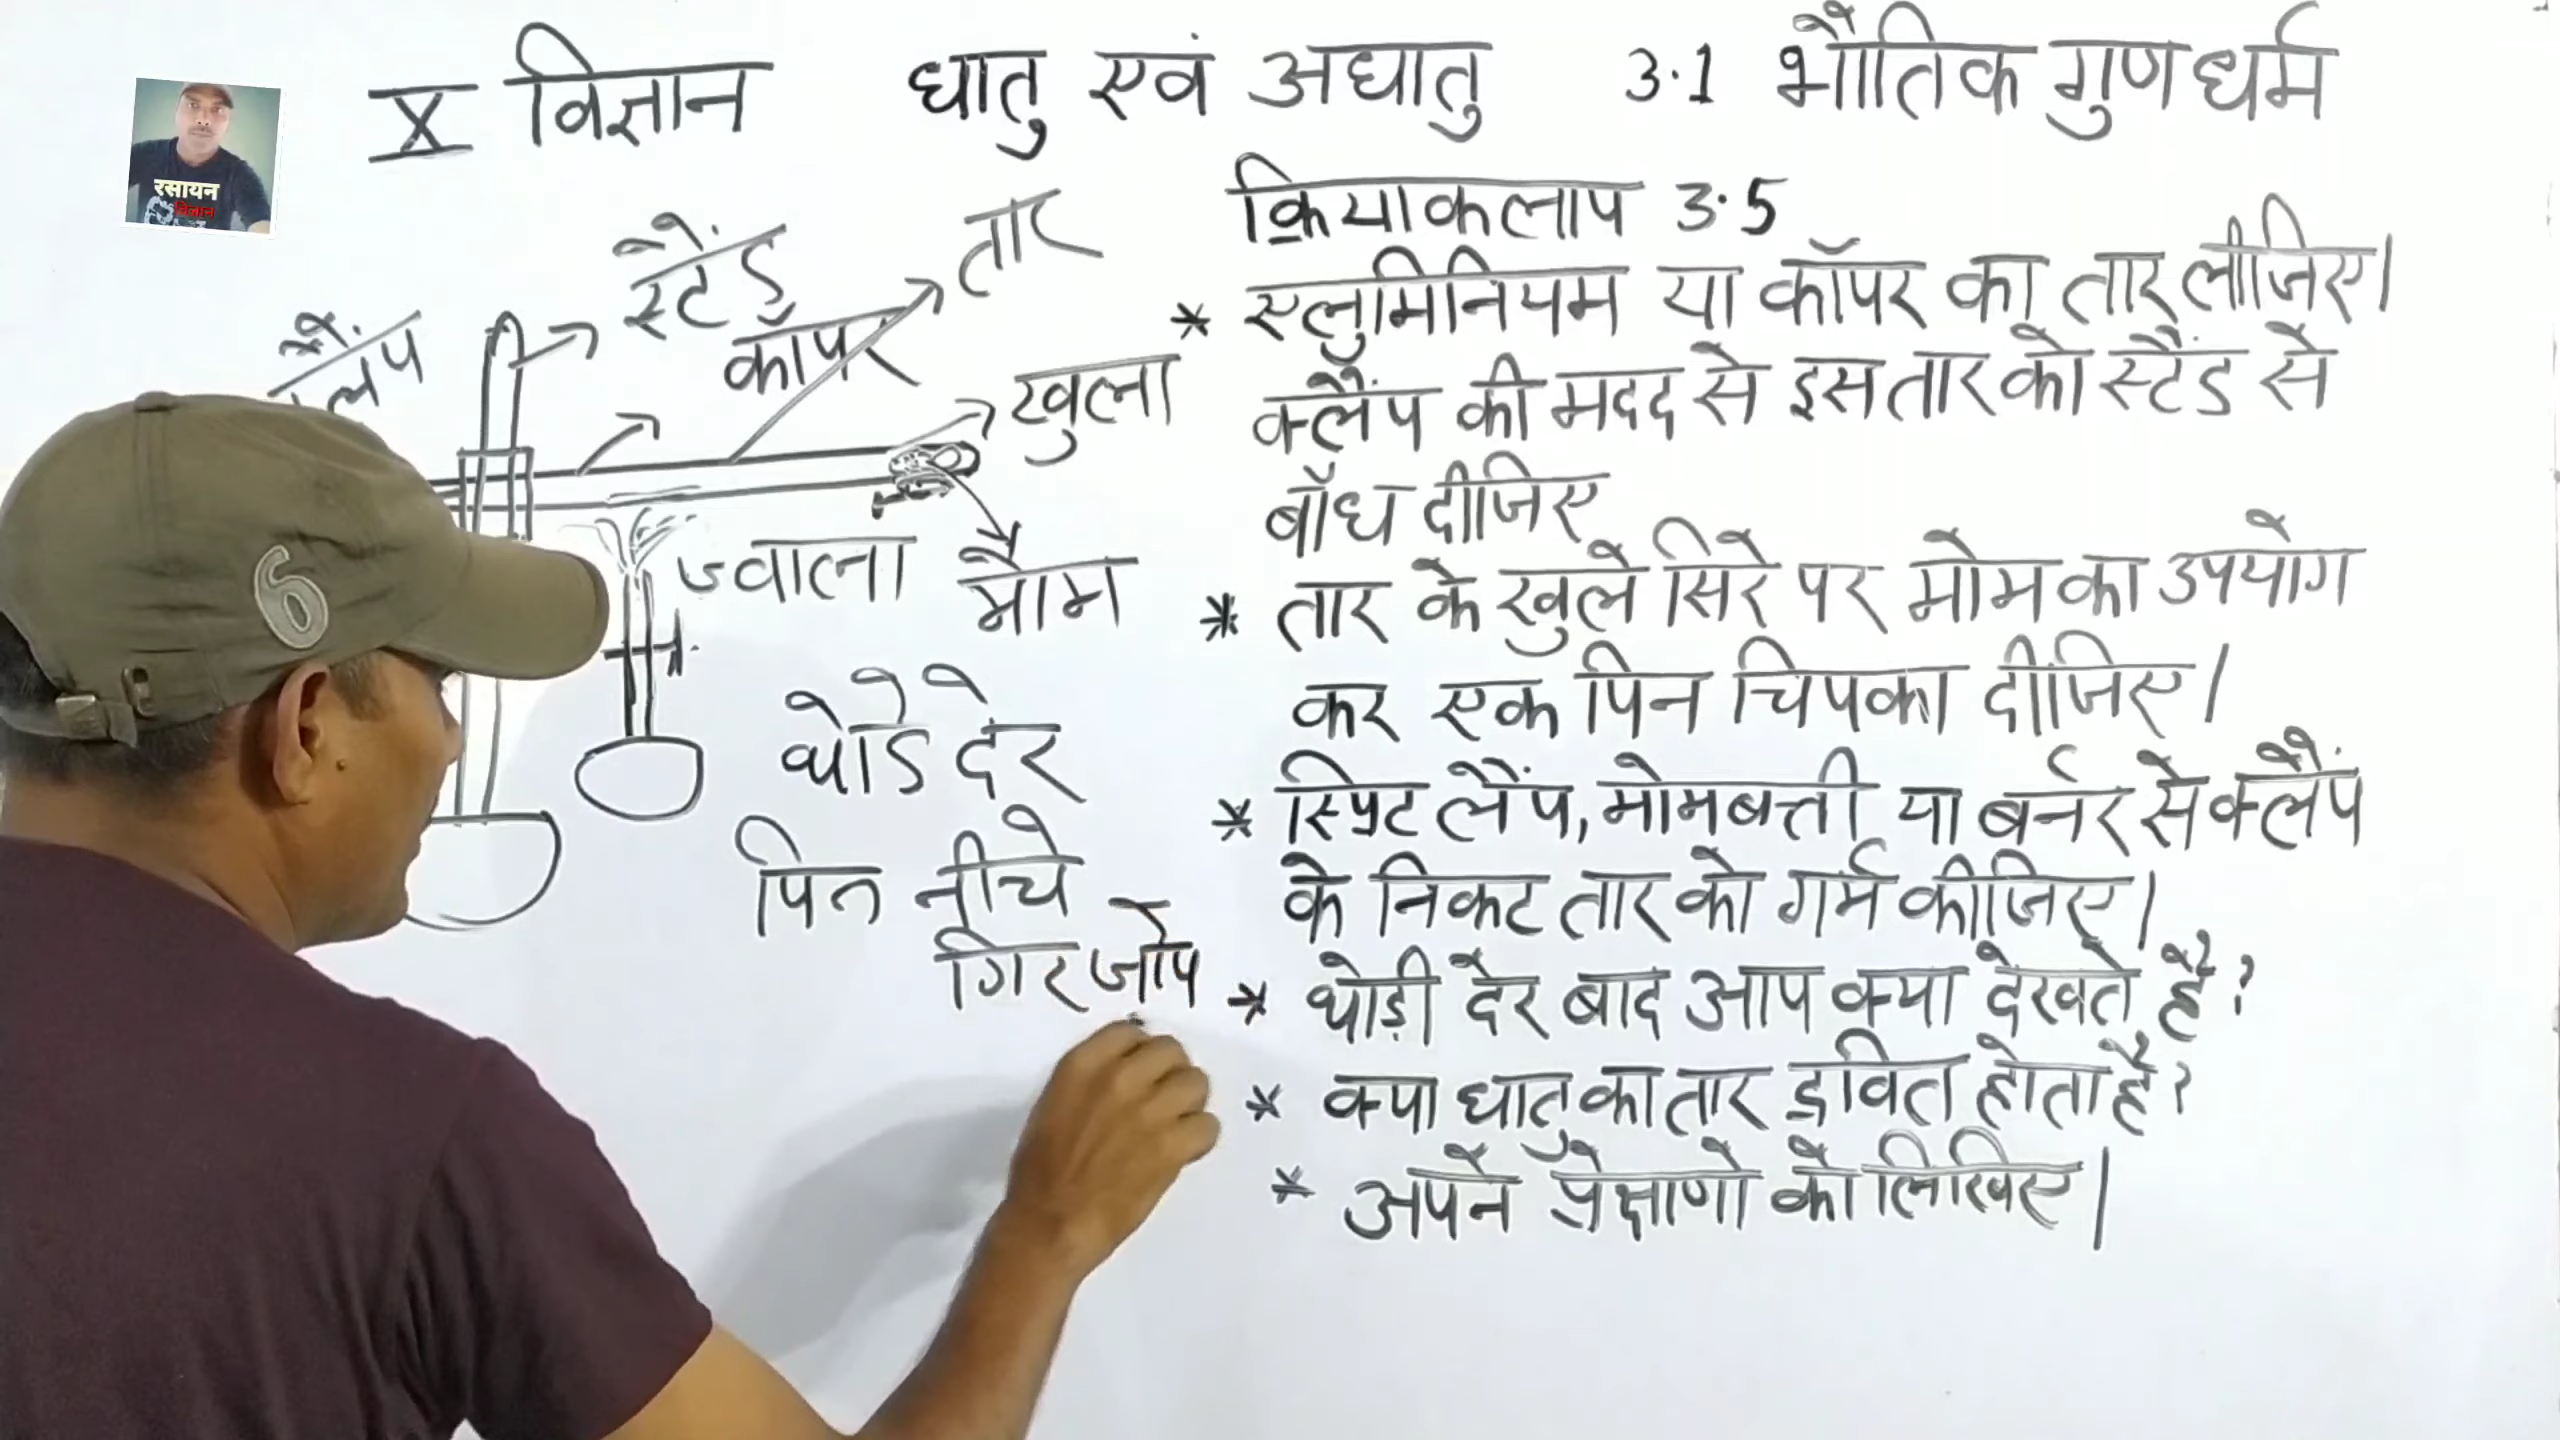 X विज्ञान धातु एवं अधातु 3.1 भौतिक गुणधर्म
रसायन
विज्ञान
स्टैंड
कॉपर
तार
खुला
ज्वाला
मोम
थोडे देर
पिन नीचे
गिर
क्रियाकलाप 3.5
* एलुमिनियम या कॉपर का तार लीजिए।
क्लैंप की मदद से इस तार को स्टैंड से
बाँध दीजिए
* तार के खुले सिरे पर मोम का उपयोग
कर एक पिन चिपका दीजिए।
* स्प्रिट लैंप, मोमबत्ती या बर्नर से क्लैंप
के निकट तार को गर्म कीजिए।
* थोड़ी देर बाद आप क्या देखते है?
* क्या धातु का तार द्रवित होता है?
* अपने प्रेक्षाणो को लिखिए।